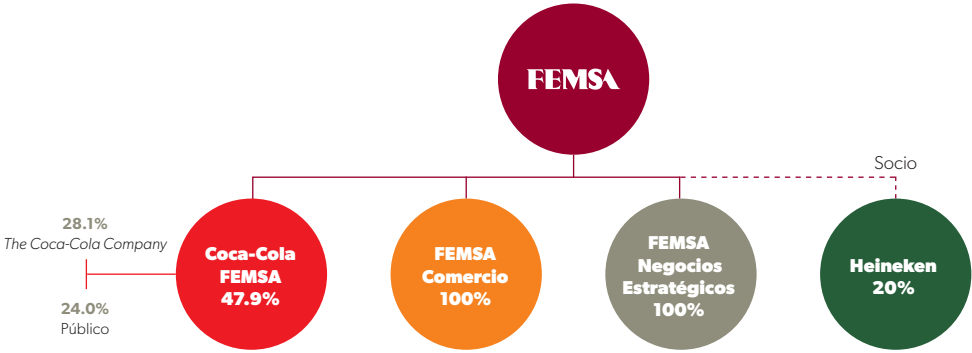 FEMSA
Socio
28.1%
The Coca-Cola Company
24.0%
Público
Coca-Cola
FEMSA
47.9%
FEMSA
Comercio
100%
FEMSA
Negocios
Estratégicos
100%
Heineken
20%